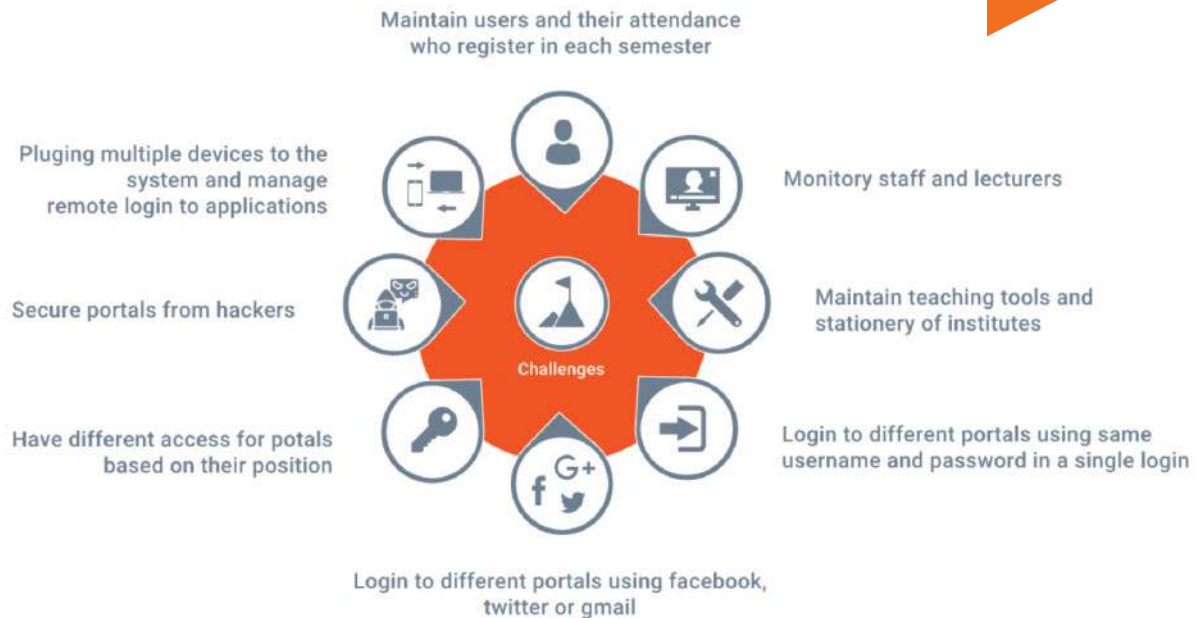 Maintain users and their attendance
who register in each semester
Pluging multiple devices to the
system and manage
remote login to applications
Monitory staff and lecturers
Secure portals from hackers
Maintain teaching tools and
stationery of institutes
Challenges
Have different access for potals
based on their position
Login to different portals using same
username and password in a single login
G+
f
Login to different portals using facebook,
twitter or gmail